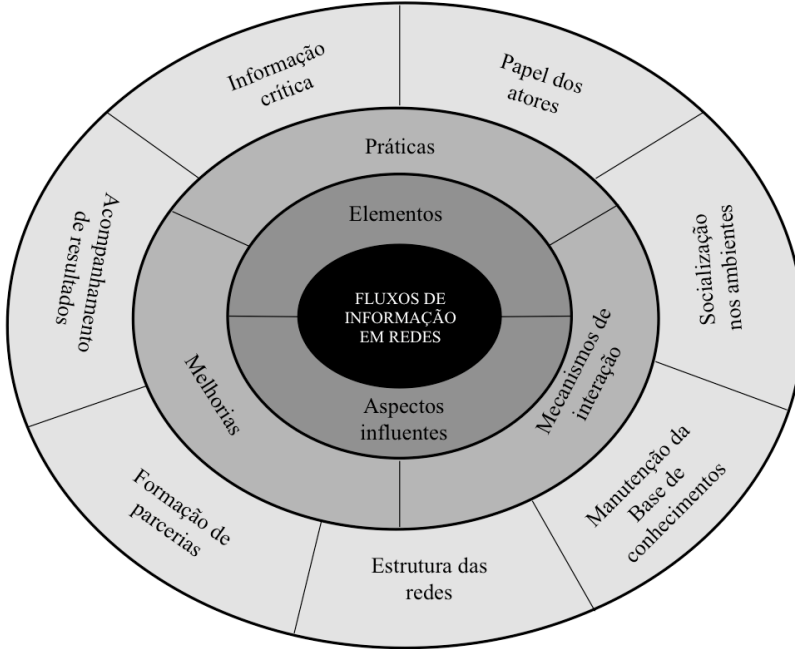 Informação
crítica
Papel dos
atores
Práticas
Elementos
Acompanhamento
de resultados
Socialização
nos ambientes
FLUXOS DE
INFORMAÇÃO
EM REDES
Melhorias
Mecanismos de
interação
Aspectos
influentes
Formação de
parcerias
Estrutura das
redes
Manutenção da
Base de
conhecimentos